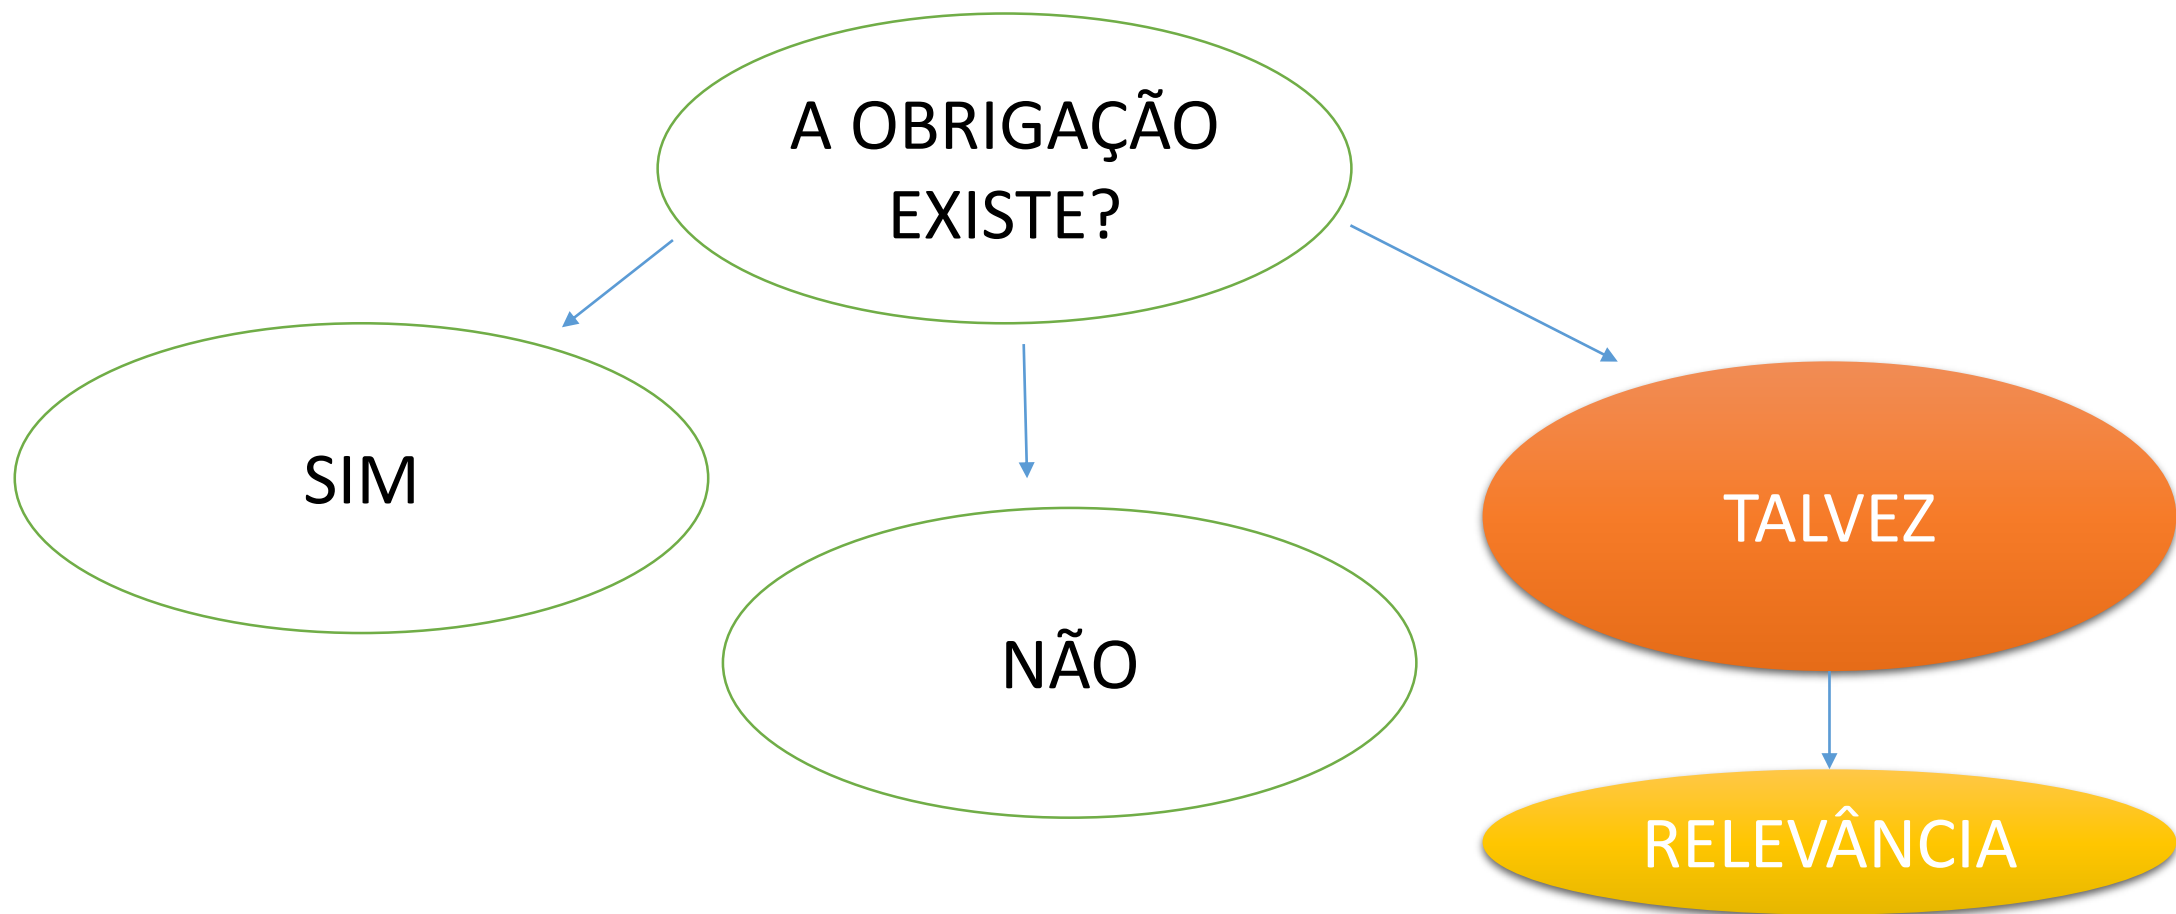 A OBRIGAÇÃO
EXISTE?
SIM
NÃO
TALVEZ
RELEVÂNCIA